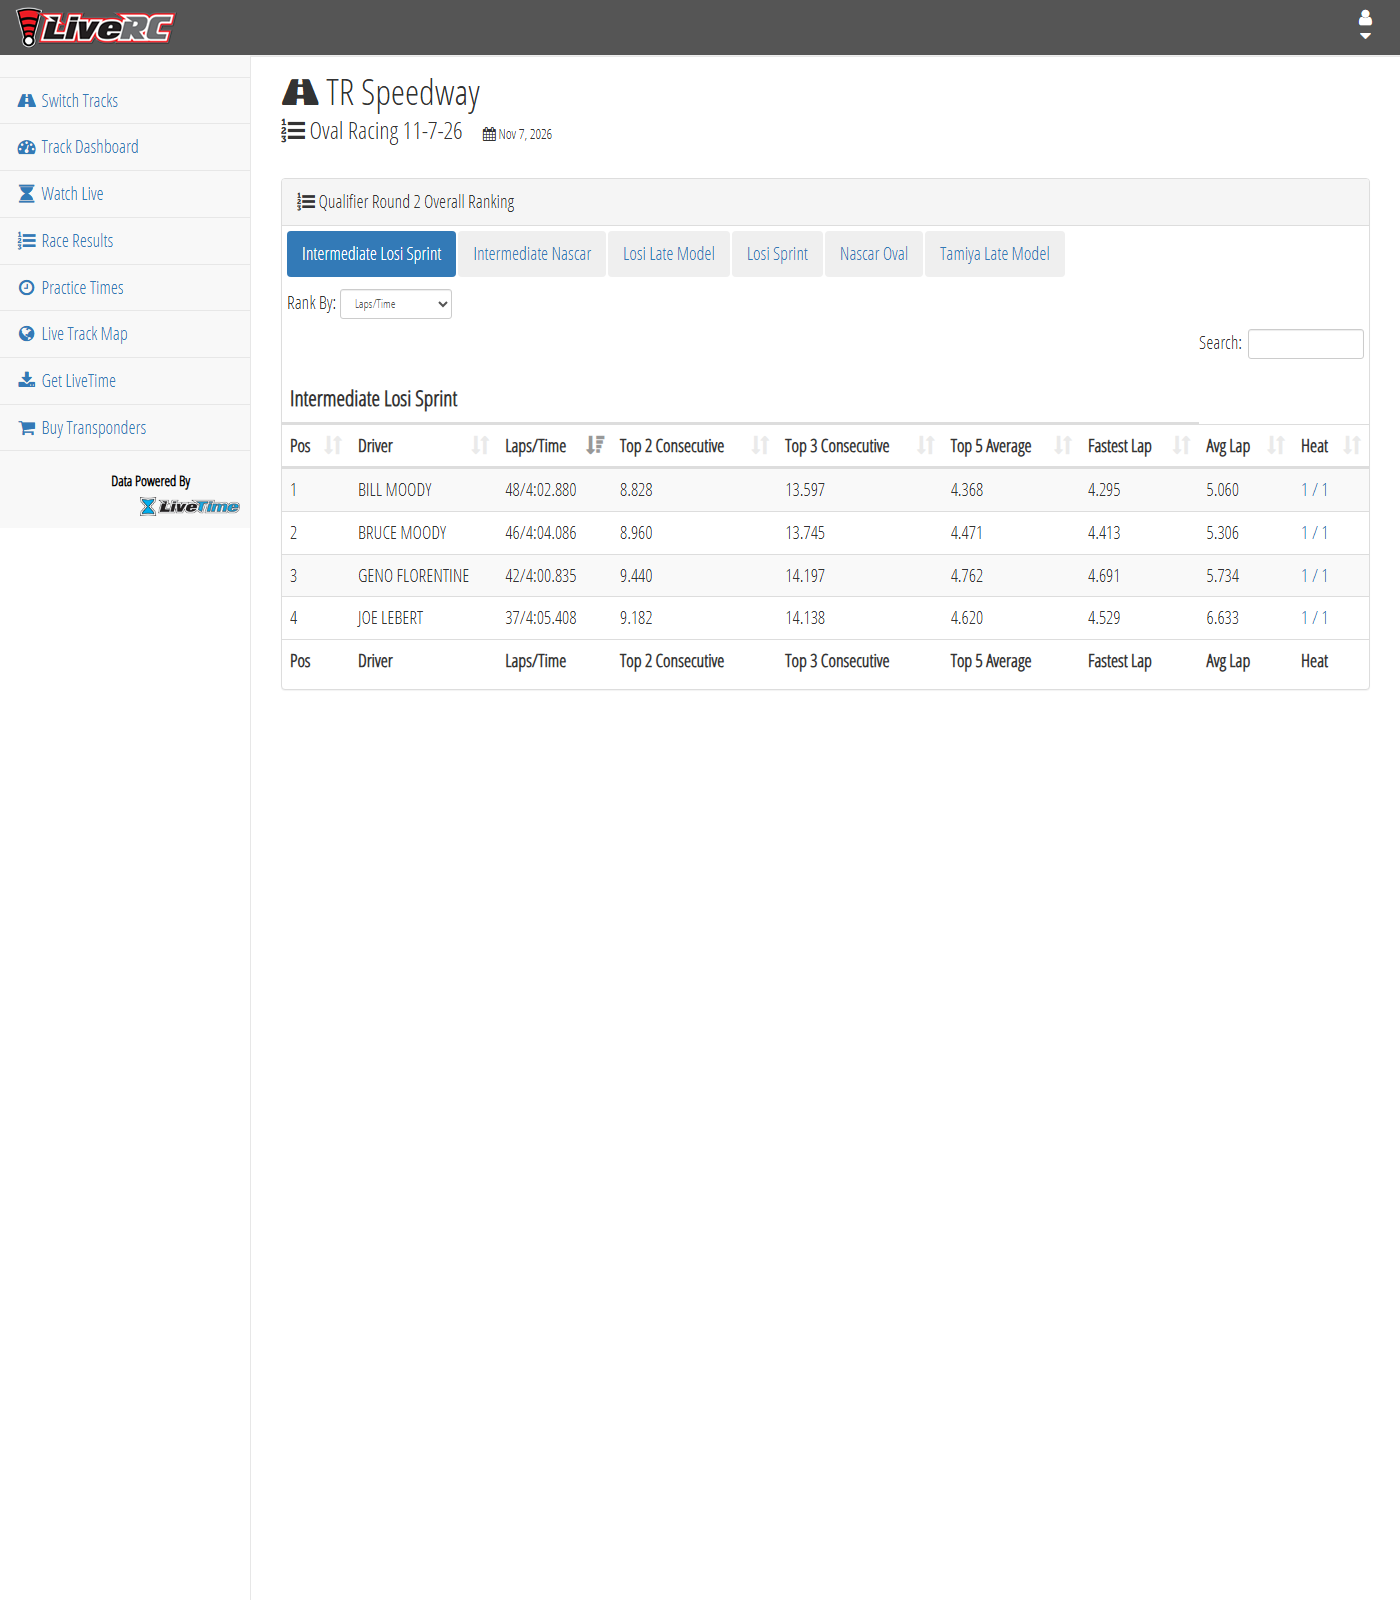 LiveRC
Switch Tracks
Track Dashboard
Watch Live
Race Results
Practice Times
Live Track Map
Get LiveTime
Buy Transponders
Data Powered By
LiveTime
TR Speedway
Oval Racing 11-7-26 Nov 7, 2026
Qualifier Round 2 Overall Ranking
Intermediate Losi Sprint Intermediate Nascar Losi Late Model Losi Sprint Nascar Oval Tamiya Late Model
Rank By: Laps/Time
Search:
Intermediate Losi Sprint
Pos Driver Laps/Time Top 2 Consecutive Top 3 Consecutive Top 5 Average Fastest Lap Avg Lap Heat
1 BILL MOODY 48/4:02.880 8.828 13.597 4.368 4.295 5.060 1 / 1
2 BRUCE MOODY 46/4:04.086 8.960 13.745 4.471 4.413 5.306 1 / 1
3 GENO FLORENTINE 42/4:00.835 9.440 14.197 4.762 4.691 5.734 1 / 1
4 JOE LEBERT 37/4:05.408 9.182 14.138 4.620 4.529 6.633 1 / 1
Pos Driver Laps/Time Top 2 Consecutive Top 3 Consecutive Top 5 Average Fastest Lap Avg Lap Heat